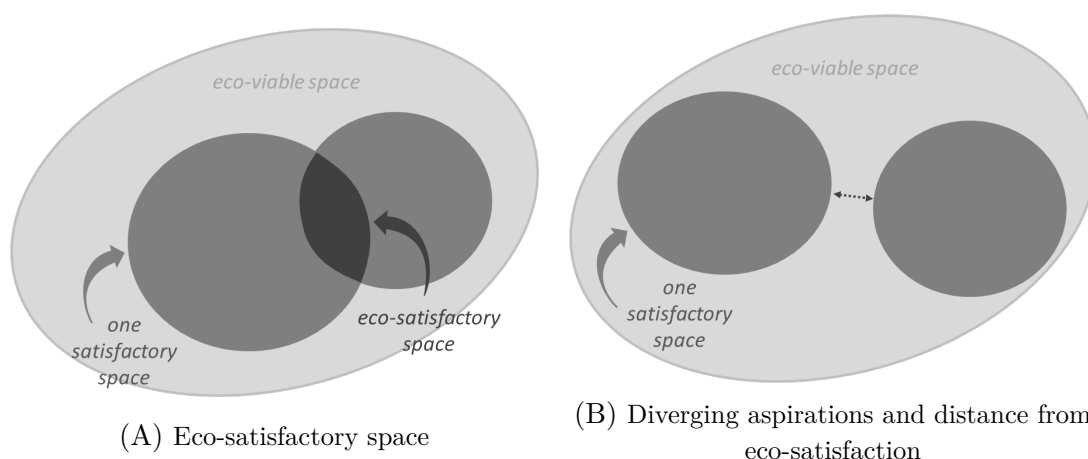 eco-viable space
one
satisfactory
space
eco-satisfactory
space
(A) Eco-satisfactory space
eco-viable space
one
satisfactory
space
(B) Diverging aspirations and distance from
eco-satisfaction